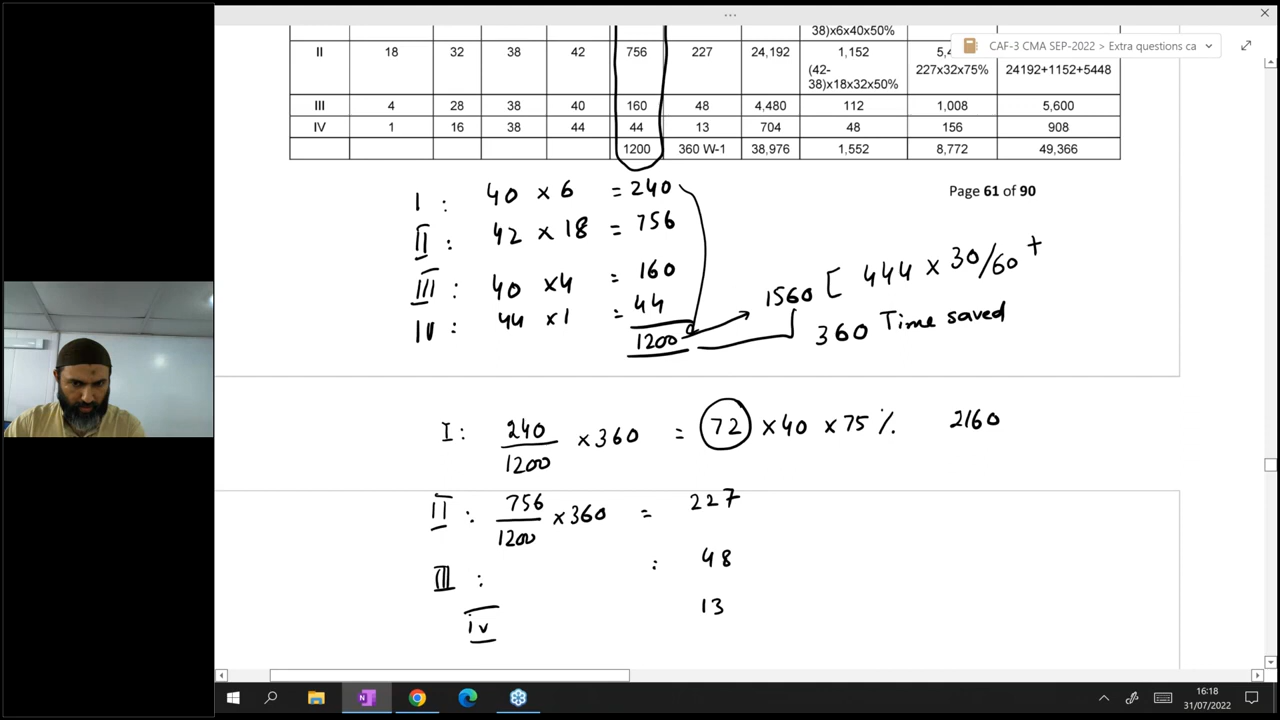 CAF-3 CMA SEP-2022 > Extra questions ca
38)x6x40x50%
II 18 32 38 42 756 227 24,192 1,152 5,4
(42-
38)x18x32x50%
227x32x75% 24192+1152+5448
III 4 28 38 40 160 48 4,480 112 1,008 5,600
IV 1 16 38 44 44 13 704 48 156 908
1200 360 W-1 38,976 1,552 8,772 49,366
Page 61 of 90
I : 40 × 6 = 240
II : 42 × 18 = 756
III : 40 ×4 = 160
IV : 44 ×1 = 44
1200
1560 [ 444 × 30/60 +
360 Time saved
I : 240/1200 ×360 = 72 ×40 ×75 % 2160
II : 756/1200 ×360 = 227
III : : 48
iv 13
16:18
31/07/2022